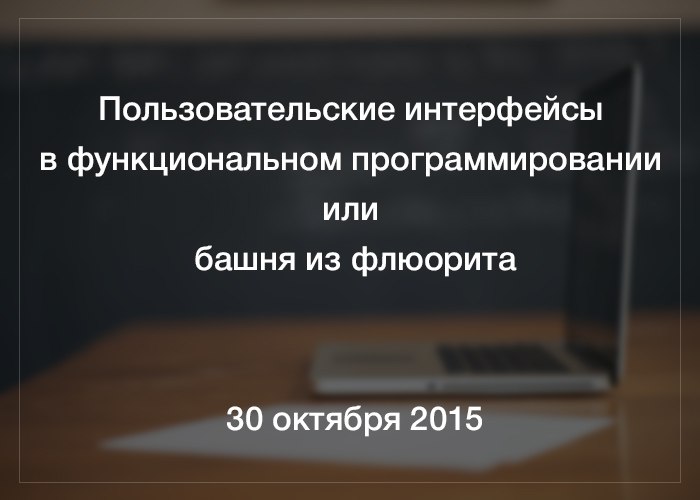 Пользовательские интерфейсы
в функциональном программировании
или
башня из флюорита
30 октября 2015